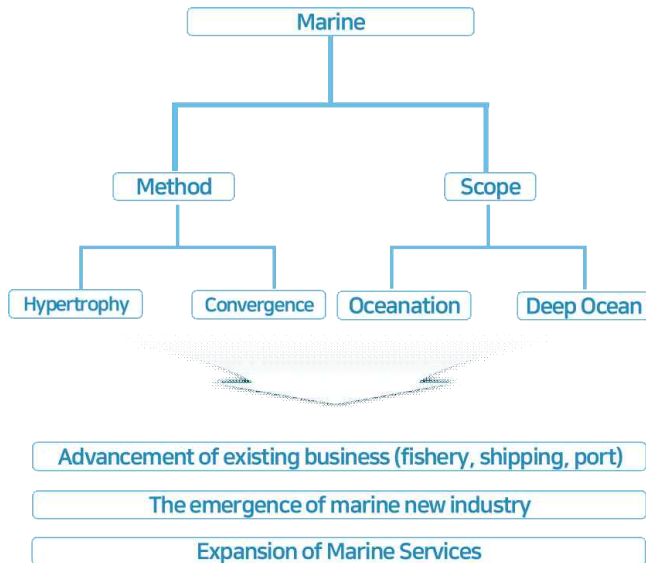 Marine
Method
Scope
Hypertrophy
Convergence
Oceanation
Deep Ocean
Advancement of existing business (fishery, shipping, port)
The emergence of marine new industry
Expansion of Marine Services